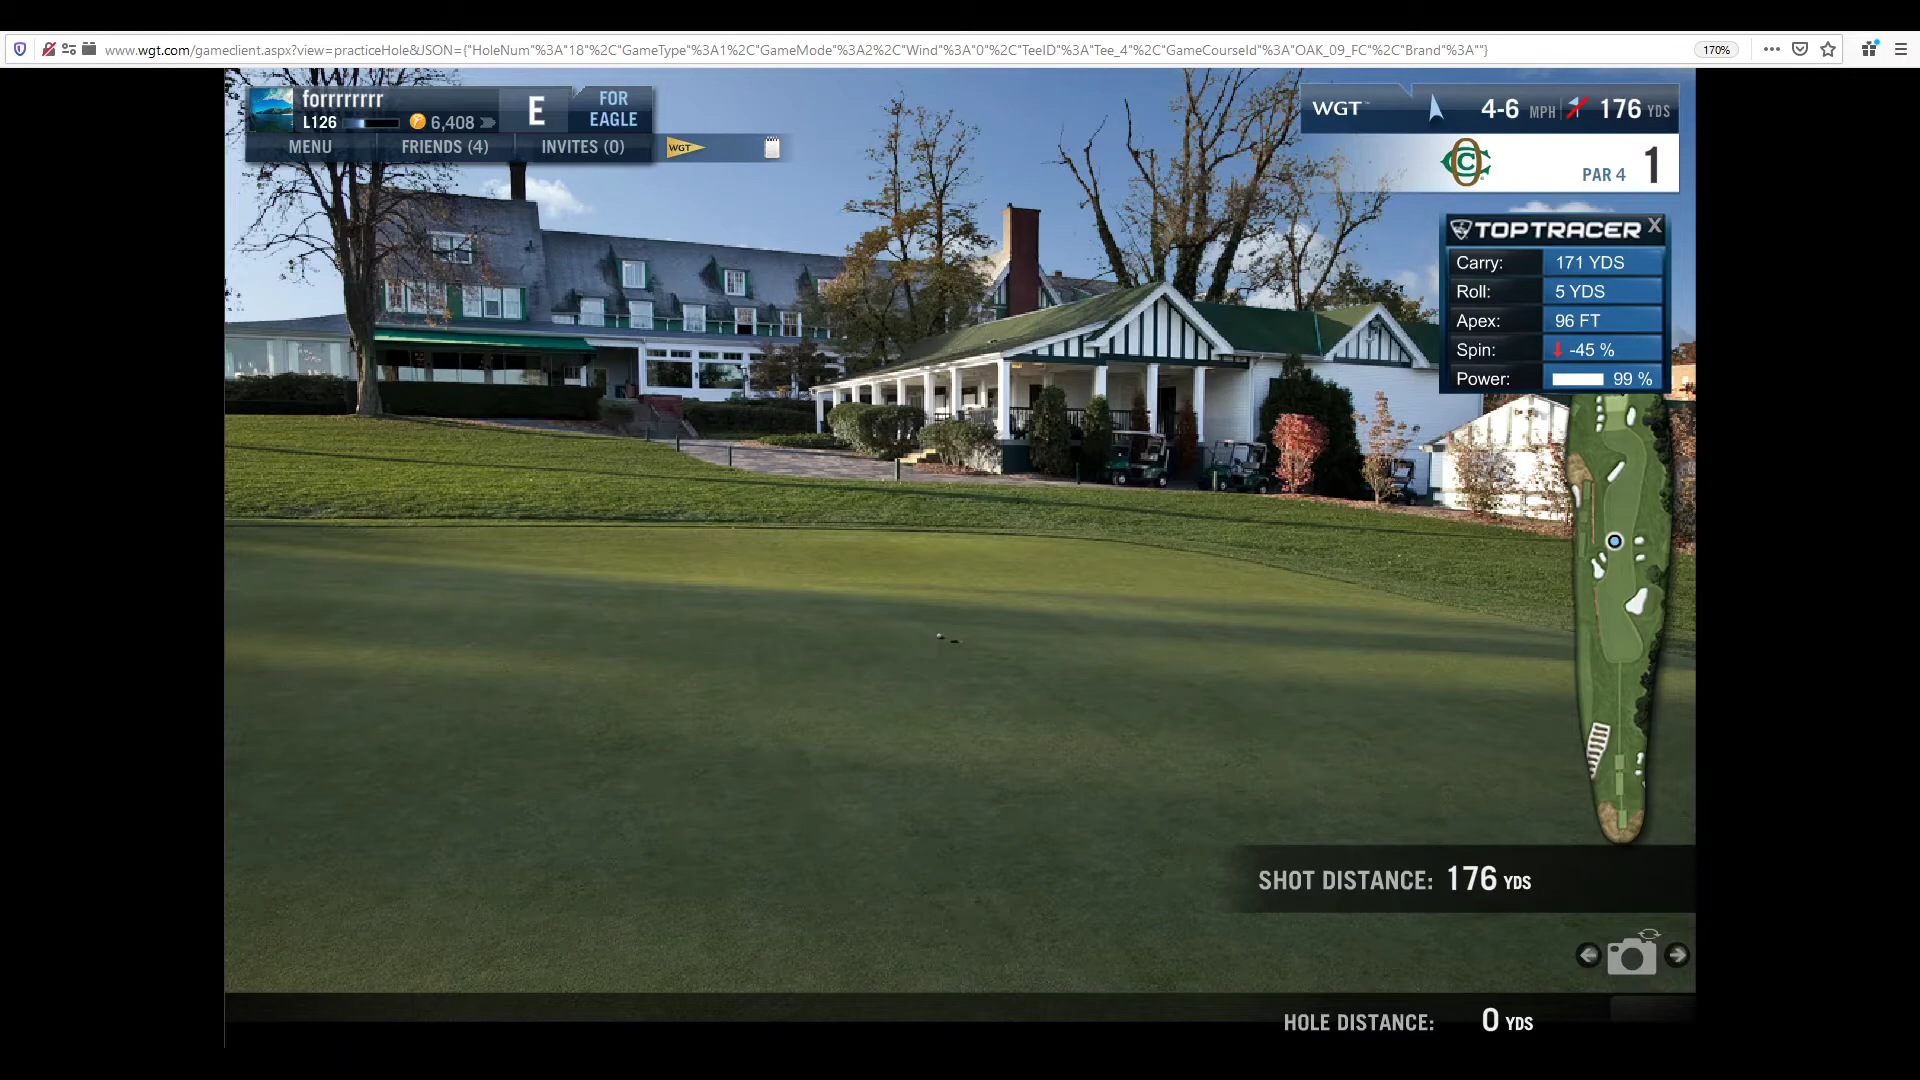 www.wgt.com/gameclient.aspx?view=practiceHole&JSON={"HoleNum"%3A"18"%2C"GameType"%3A1%2C"GameMode"%3A2%2C"Wind"%3A"0"%2C"TeeID"%3A"Tee_4"%2C"GameCourseId"%3A"OAK_09_FC"%2C"Brand"%3A""}
170%
forrrrrrrr
L126
6,408
E
FOR
EAGLE
MENU
FRIENDS (4)
INVITES (0)
WGT
WGT™
4-6 MPH
176 YDS
OCC
PAR 4
1
TOPTRACER X
Carry: 171 YDS
Roll: 5 YDS
Apex: 96 FT
Spin: -45 %
Power: 99 %
SHOT DISTANCE: 176 YDS
HOLE DISTANCE: 0 YDS